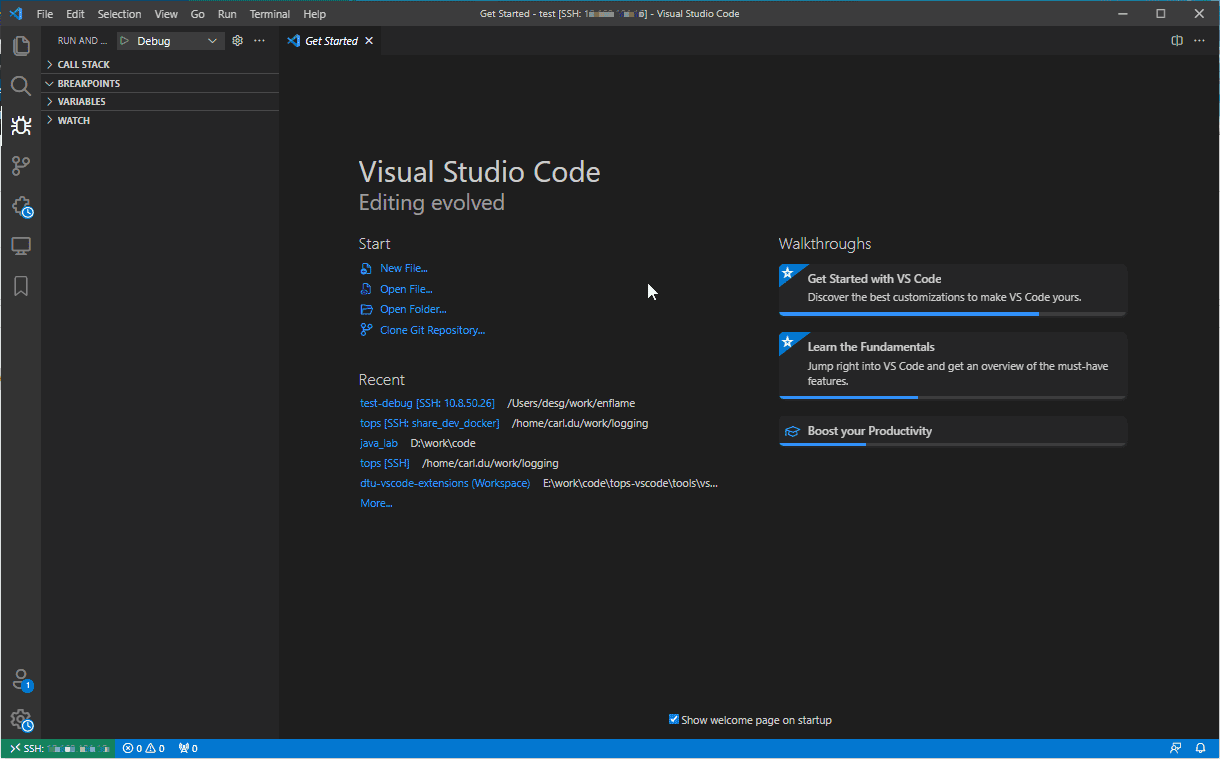 File Edit Selection View Go Run Terminal Help
Get Started - test [SSH: 1 6] - Visual Studio Code
RUN AND ... Debug
Get Started
CALL STACK
BREAKPOINTS
VARIABLES
WATCH
Visual Studio Code
Editing evolved
Start
New File...
Open File...
Open Folder...
Clone Git Repository...
Recent
test-debug [SSH: 10.8.50.26] /Users/desg/work/enflame
tops [SSH: share_dev_docker] /home/carl.du/work/logging
java_lab D:\work\code
tops [SSH] /home/carl.du/work/logging
dtu-vscode-extensions (Workspace) E:\work\code\tops-vscode\tools\vs...
More...
Walkthroughs
Get Started with VS Code
Discover the best customizations to make VS Code yours.
Learn the Fundamentals
Jump right into VS Code and get an overview of the must-have
features.
Boost your Productivity
Show welcome page on startup
1
SSH:
0 0 0